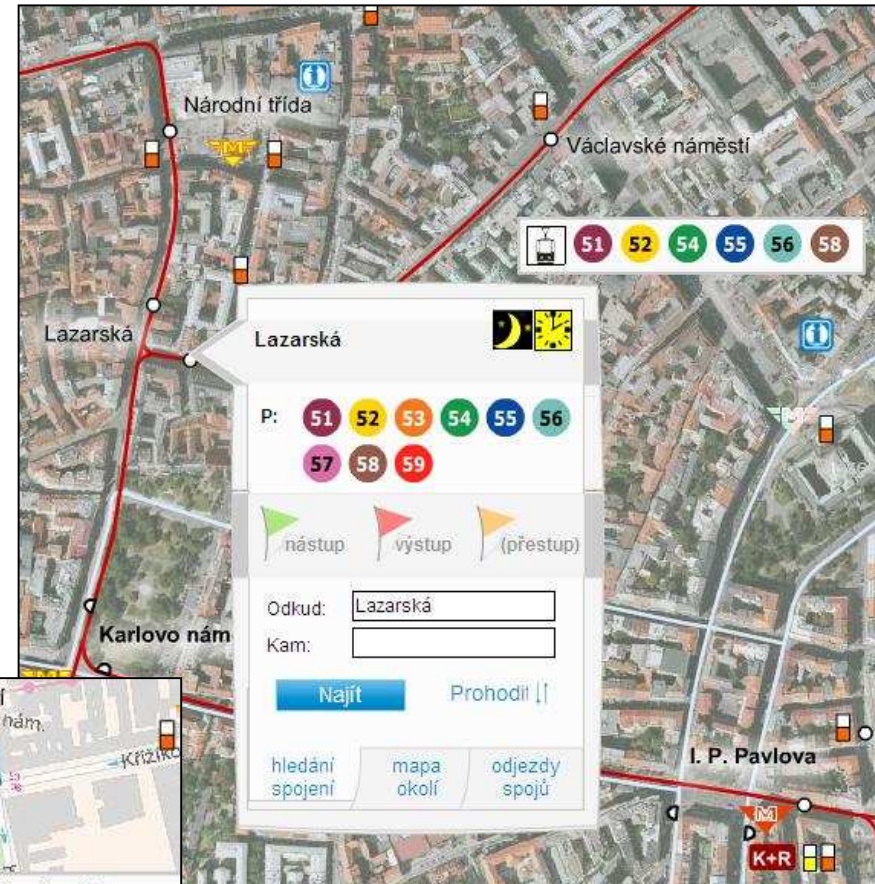 Národní třída
M
Václavské náměstí
51 52 54 55 56 58
Lazarská
Lazarská
P: 51 52 53 54 55 56
57 58 59
nástup výstup (přestup)
Odkud: Lazarská
Kam:
Karlovo nám
Najít Prohodit
hledání spojení
mapa okolí
odjezdy spojů
nám.
Křižíko
I. P. Pavlova
M
K+R